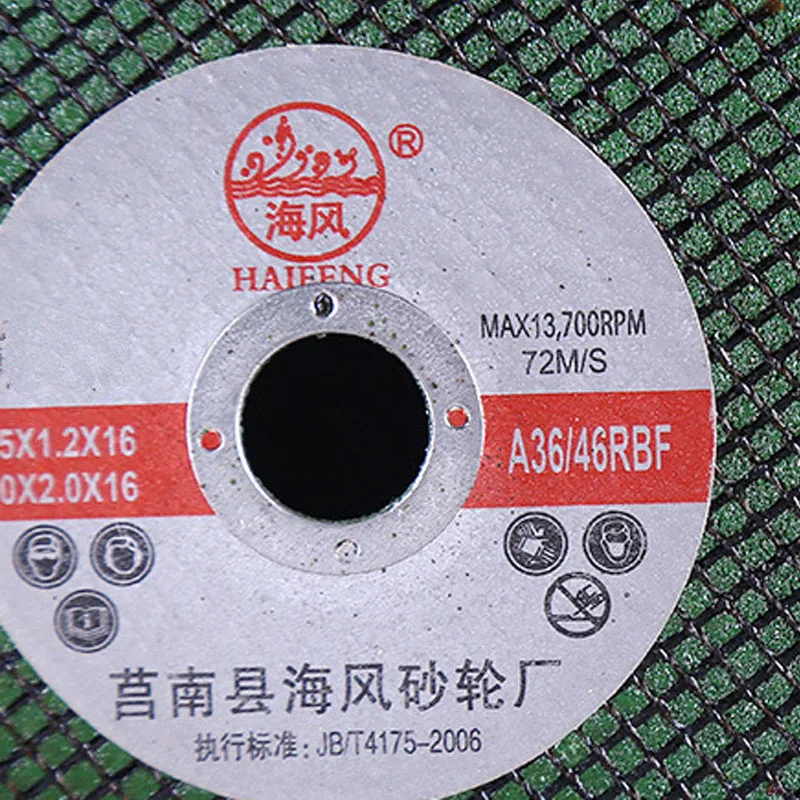 ®
海风
HAIFENG
MAX13,700RPM
72M/S
5X1.2X16
0X2.0X16
A36/46RBF
莒南县海风砂轮厂
执行标准: JB/T4175-2006